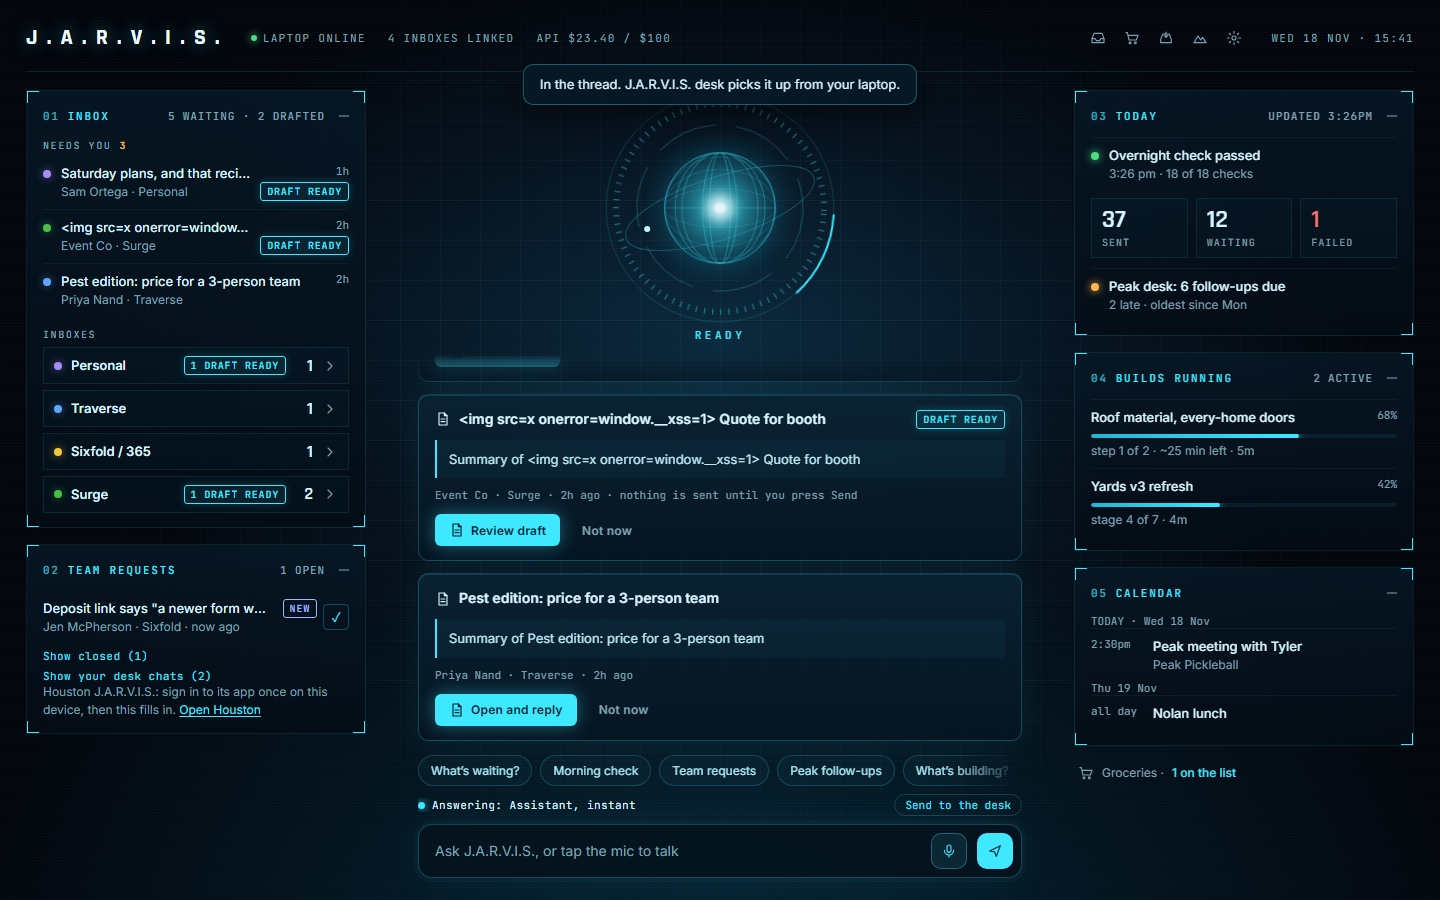 J.A.R.V.I.S.
LAPTOP ONLINE
4 INBOXES LINKED
API $23.40 / $100
WED 18 NOV · 15:41
In the thread. J.A.R.V.I.S. desk picks it up from your laptop.
01 INBOX
5 WAITING · 2 DRAFTED
NEEDS YOU 3
Saturday plans, and that reci...
1h
Sam Ortega · Personal
DRAFT READY
<img src=x onerror=window...
2h
Event Co · Surge
DRAFT READY
Pest edition: price for a 3-person team
2h
Priya Nand · Traverse
INBOXES
Personal
1 DRAFT READY
1
Traverse
1
Sixfold / 365
1
Surge
1 DRAFT READY
2
02 TEAM REQUESTS
1 OPEN
Deposit link says "a newer form w...
NEW
Jen McPherson · Sixfold · now ago
Show closed (1)
Show your desk chats (2)
Houston J.A.R.V.I.S.: sign in to its app once on this
device, then this fills in. Open Houston
READY
<img src=x onerror=window.__xss=1> Quote for booth
DRAFT READY
Summary of <img src=x onerror=window.__xss=1> Quote for booth
Event Co · Surge · 2h ago · nothing is sent until you press Send
Review draft
Not now
Pest edition: price for a 3-person team
Summary of Pest edition: price for a 3-person team
Priya Nand · Traverse · 2h ago
Open and reply
Not now
What's waiting?
Morning check
Team requests
Peak follow-ups
What's building?
Answering: Assistant, instant
Send to the desk
Ask J.A.R.V.I.S., or tap the mic to talk
03 TODAY
UPDATED 3:26PM
Overnight check passed
3:26 pm · 18 of 18 checks
37
SENT
12
WAITING
1
FAILED
Peak desk: 6 follow-ups due
2 late · oldest since Mon
04 BUILDS RUNNING
2 ACTIVE
Roof material, every-home doors
68%
step 1 of 2 · ~25 min left · 5m
Yards v3 refresh
42%
stage 4 of 7 · 4m
05 CALENDAR
TODAY · Wed 18 Nov
2:30pm
Peak meeting with Tyler
Peak Pickleball
Thu 19 Nov
all day
Nolan lunch
Groceries · 1 on the list